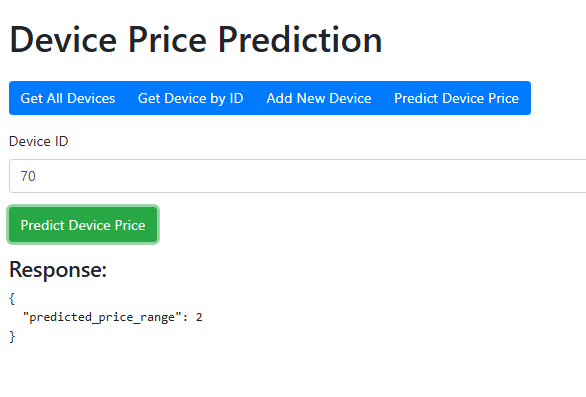 Device Price Prediction
Get All Devices Get Device by ID Add New Device Predict Device Price
Device ID
70
Predict Device Price
Response:
{
  "predicted_price_range": 2
}